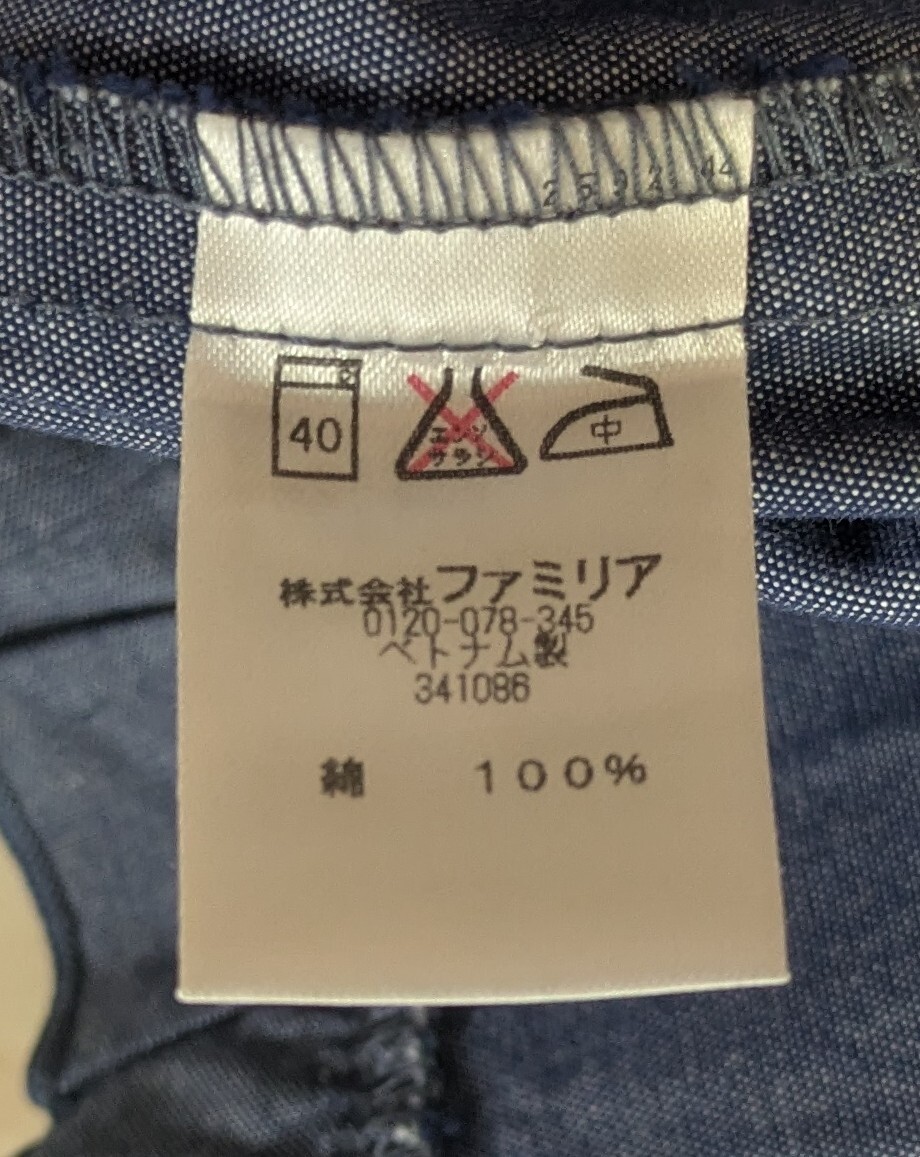 40
エンソ
サラシ
中
株式会社ファミリア
0120-078-345
ベトナム製
341086
綿 100%